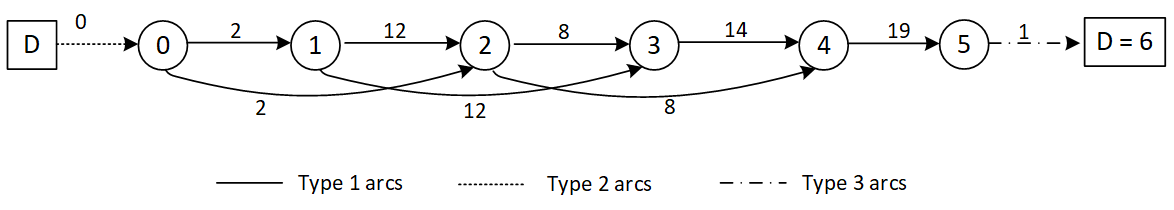 0
2 12 8 14 19 1
D 0 1 2 3 4 5 D = 6
2 12 8
Type 1 arcs Type 2 arcs Type 3 arcs